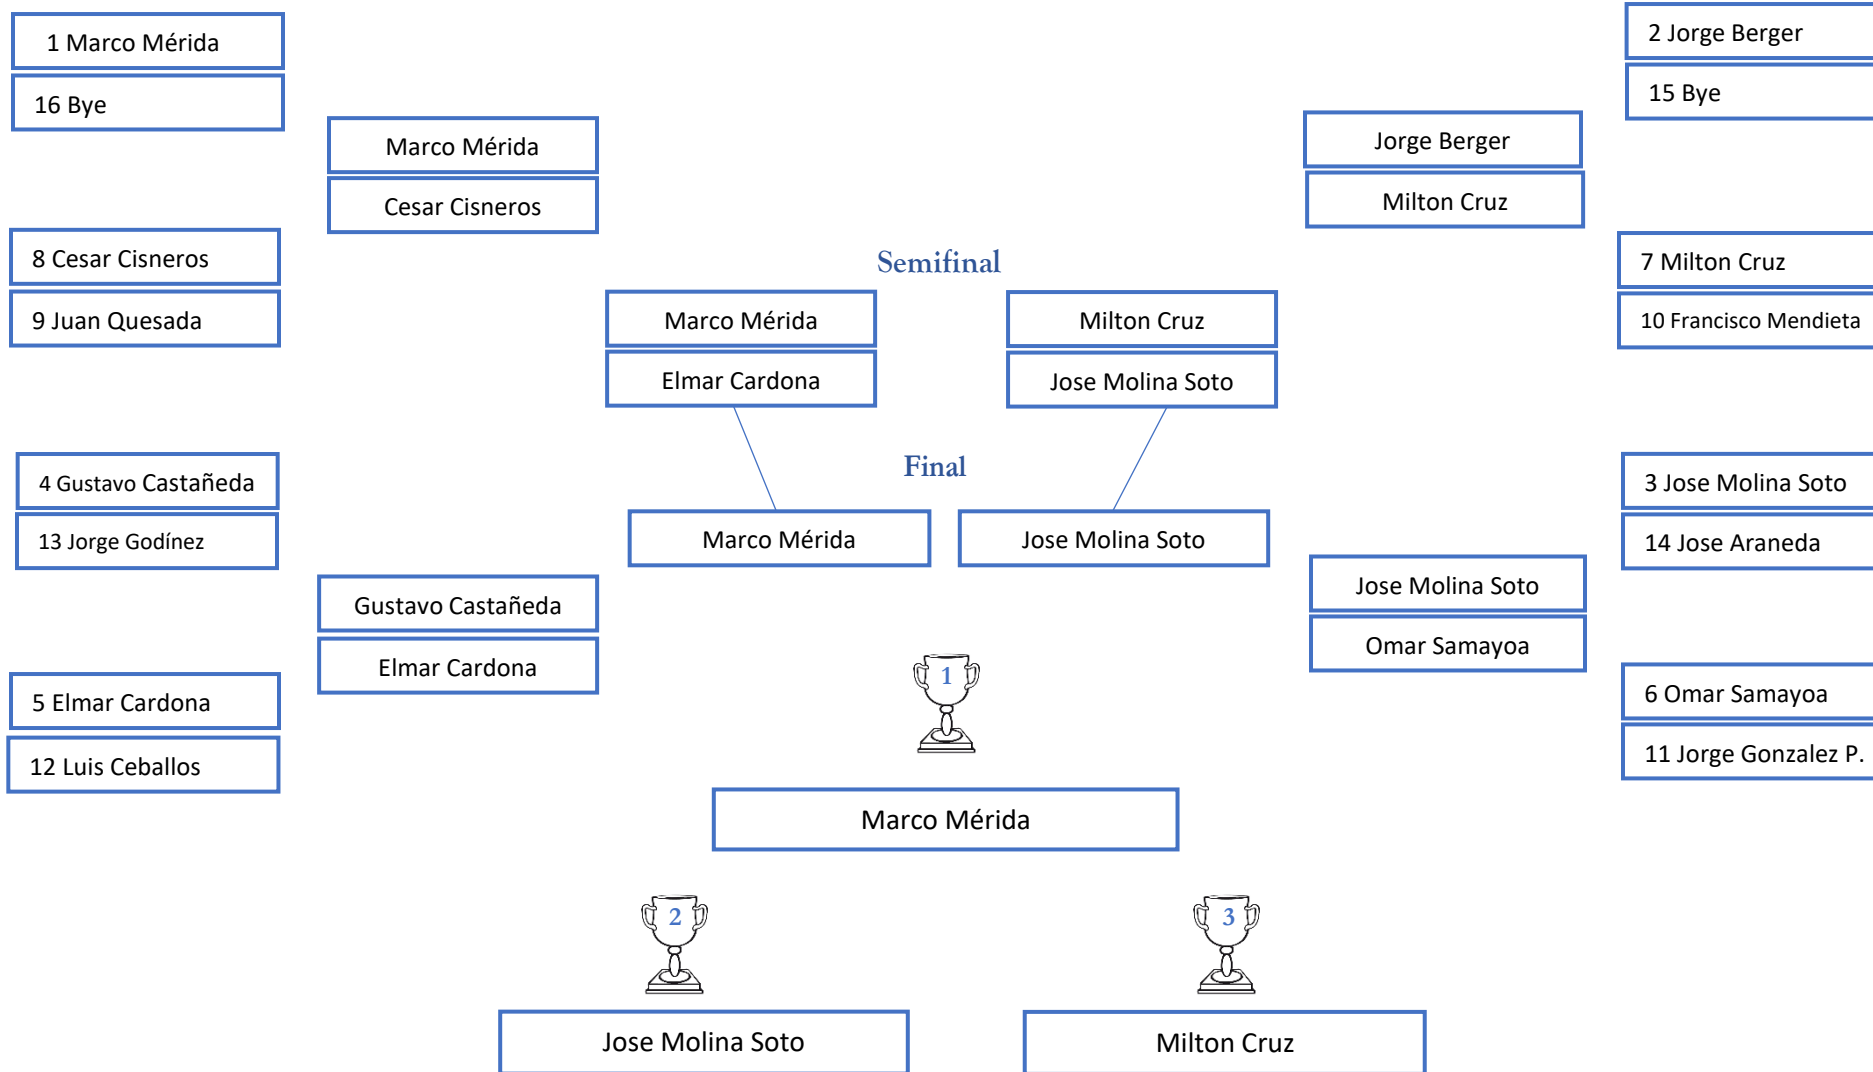 1 Marco Mérida
16 Bye
Marco Mérida
Cesar Cisneros
8 Cesar Cisneros
9 Juan Quesada
4 Gustavo Castañeda
13 Jorge Godínez
Gustavo Castañeda
Elmar Cardona
5 Elmar Cardona
12 Luis Ceballos
Semifinal
Marco Mérida
Elmar Cardona
Milton Cruz
Jose Molina Soto
Final
Marco Mérida
Jose Molina Soto
2 Jorge Berger
15 Bye
Jorge Berger
Milton Cruz
7 Milton Cruz
10 Francisco Mendieta
3 Jose Molina Soto
14 Jose Araneda
Jose Molina Soto
Omar Samayoa
6 Omar Samayoa
11 Jorge Gonzalez P.
1
Marco Mérida
2
Jose Molina Soto
3
Milton Cruz